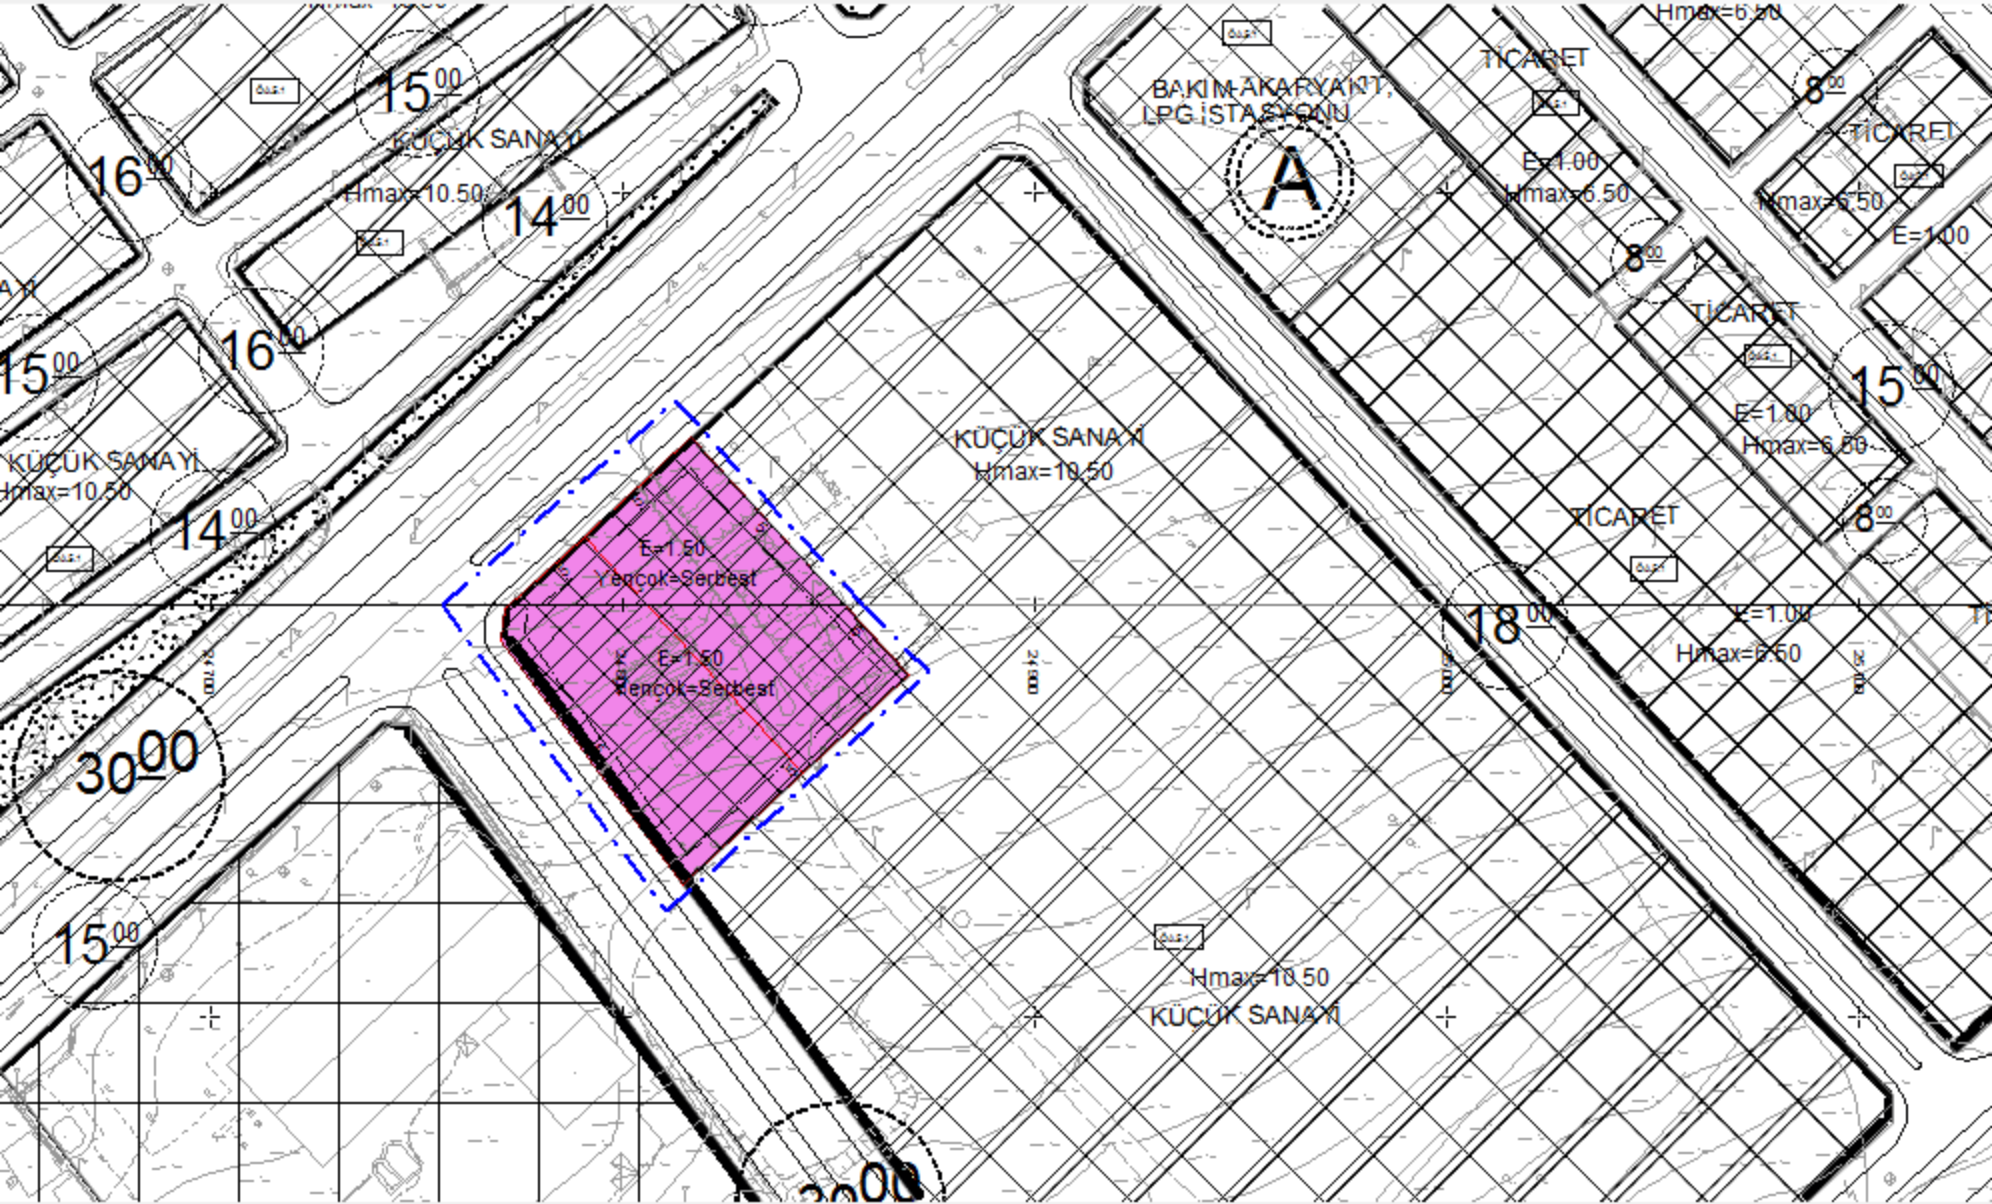 Hmax=6.50
15 00
KÜÇÜK SANAYİ
Hmax=10.50
14 00
16 00
BAKIM-AKARYAKIT,
LPG İSTASYONU
A
TİCARET
E=1.00
Hmax=6.50
8 00
TİCARET
Hmax=6.50
E=1.00
8 00
16 00
15 00
KÜÇÜK SANAYİ
Hmax=10.50
14 00
KÜÇÜK SANAYİ
Hmax=10.50
TİCARET
15 00
E=1.00
Hmax=6.50
TİCARET
8 00
E=1.50
Yençok=Serbest
E=1.50
Yençok=Serbest
18 00
E=1.00
Hmax=6.50
30 00
15 00
Hmax=10.50
KÜÇÜK SANAYİ
30 00